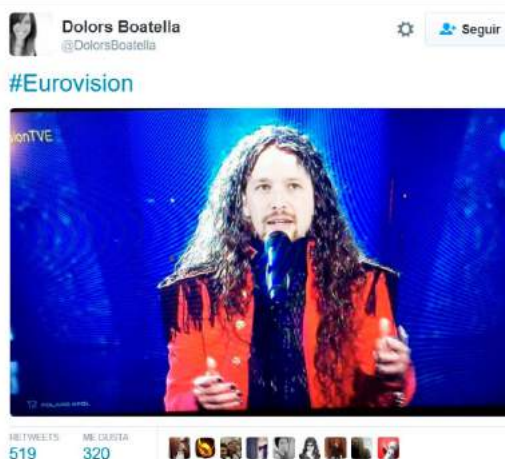 Dolors Boatella
@DolorsBoatella
Seguir
#Eurovision
ionTVE
RETWEETS
ME GUSTA
519
320